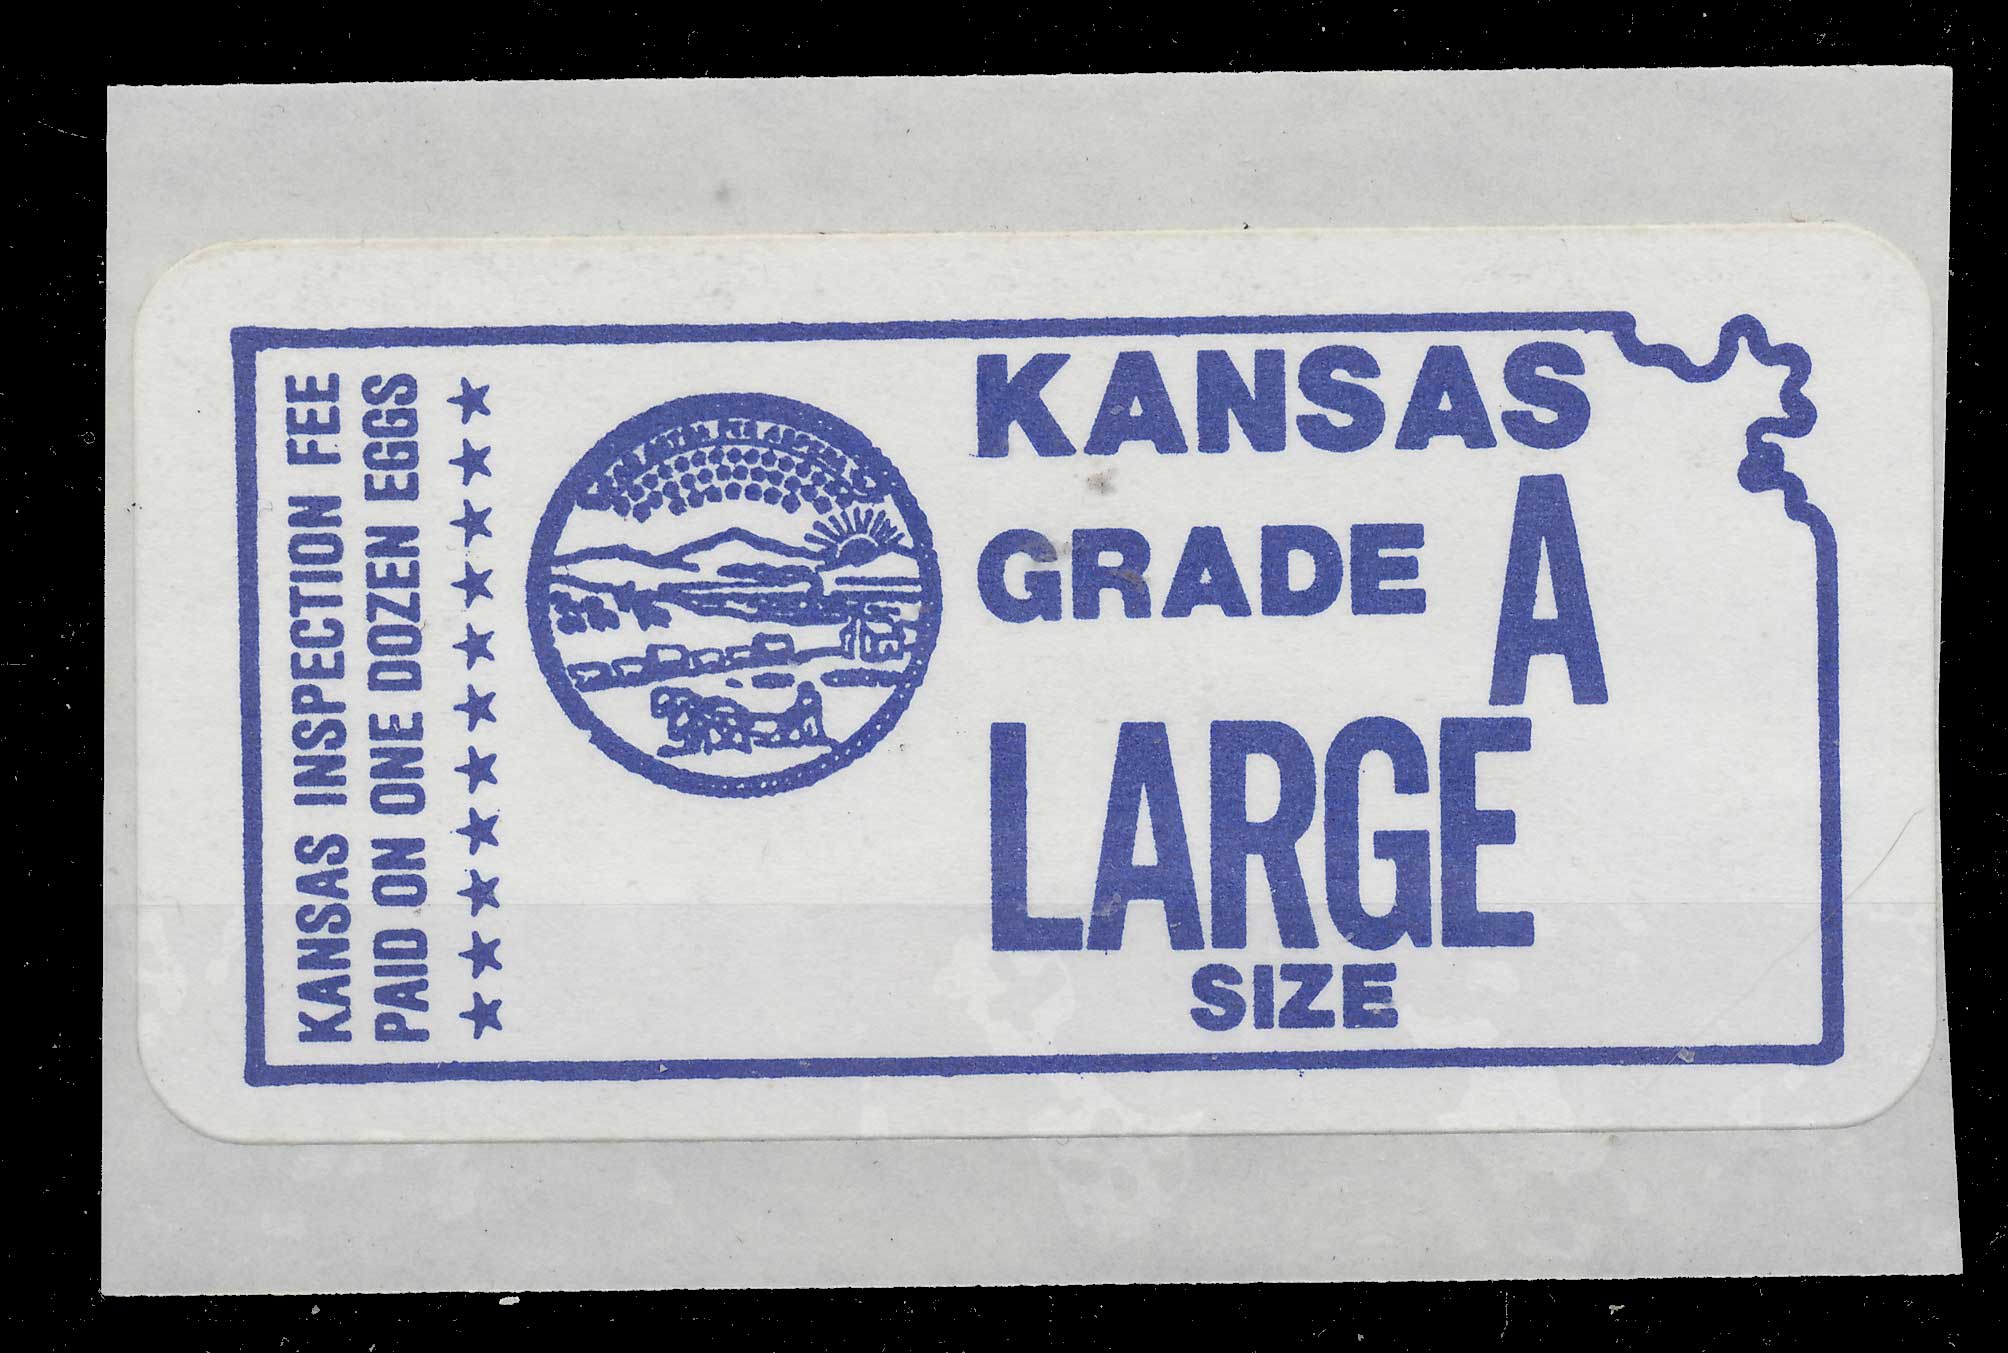 KANSAS INSPECTION FEE
PAID ON ONE DOZEN EGGS
KANSAS
GRADE A
LARGE
SIZE